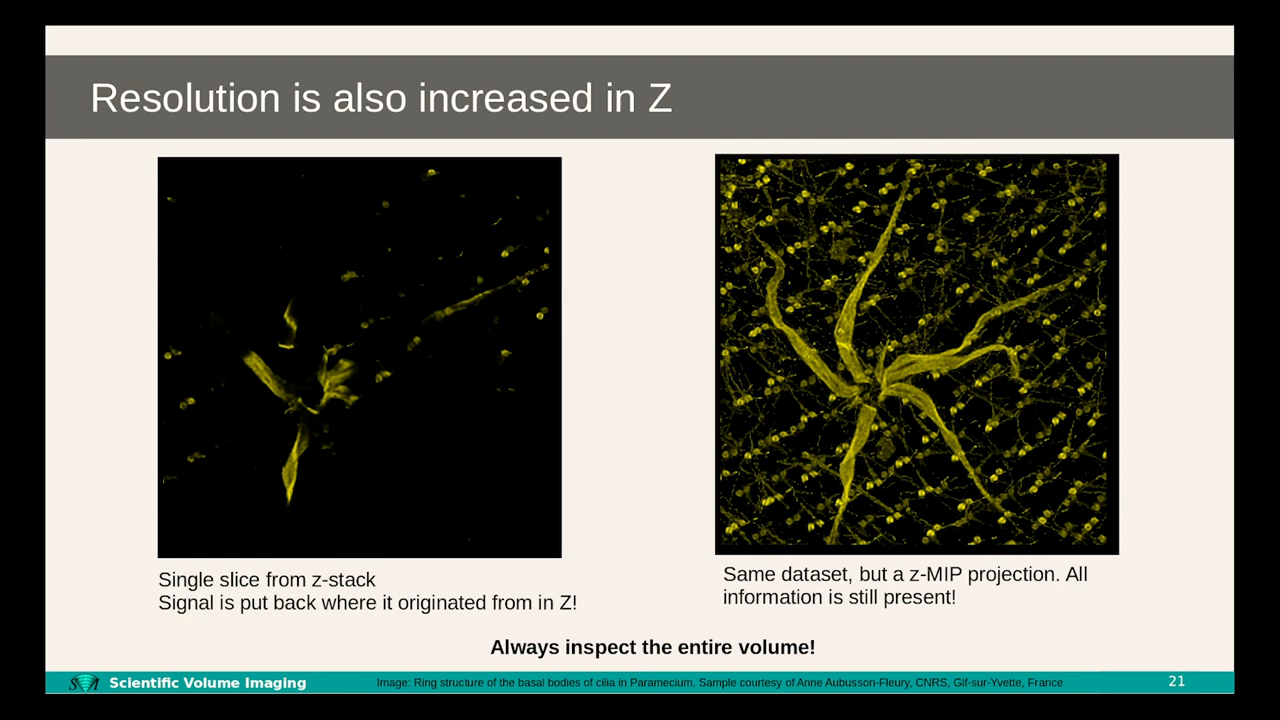 Resolution is also increased in Z
Single slice from z-stack
Signal is put back where it originated from in Z!
Same dataset, but a z-MIP projection. All
information is still present!
Always inspect the entire volume!
SVI Scientific Volume Imaging
Image: Ring structure of the basal bodies of cilia in Paramecium. Sample courtesy of Anne Aubusson-Fleury, CNRS, Gif-sur-Yvette, France
21